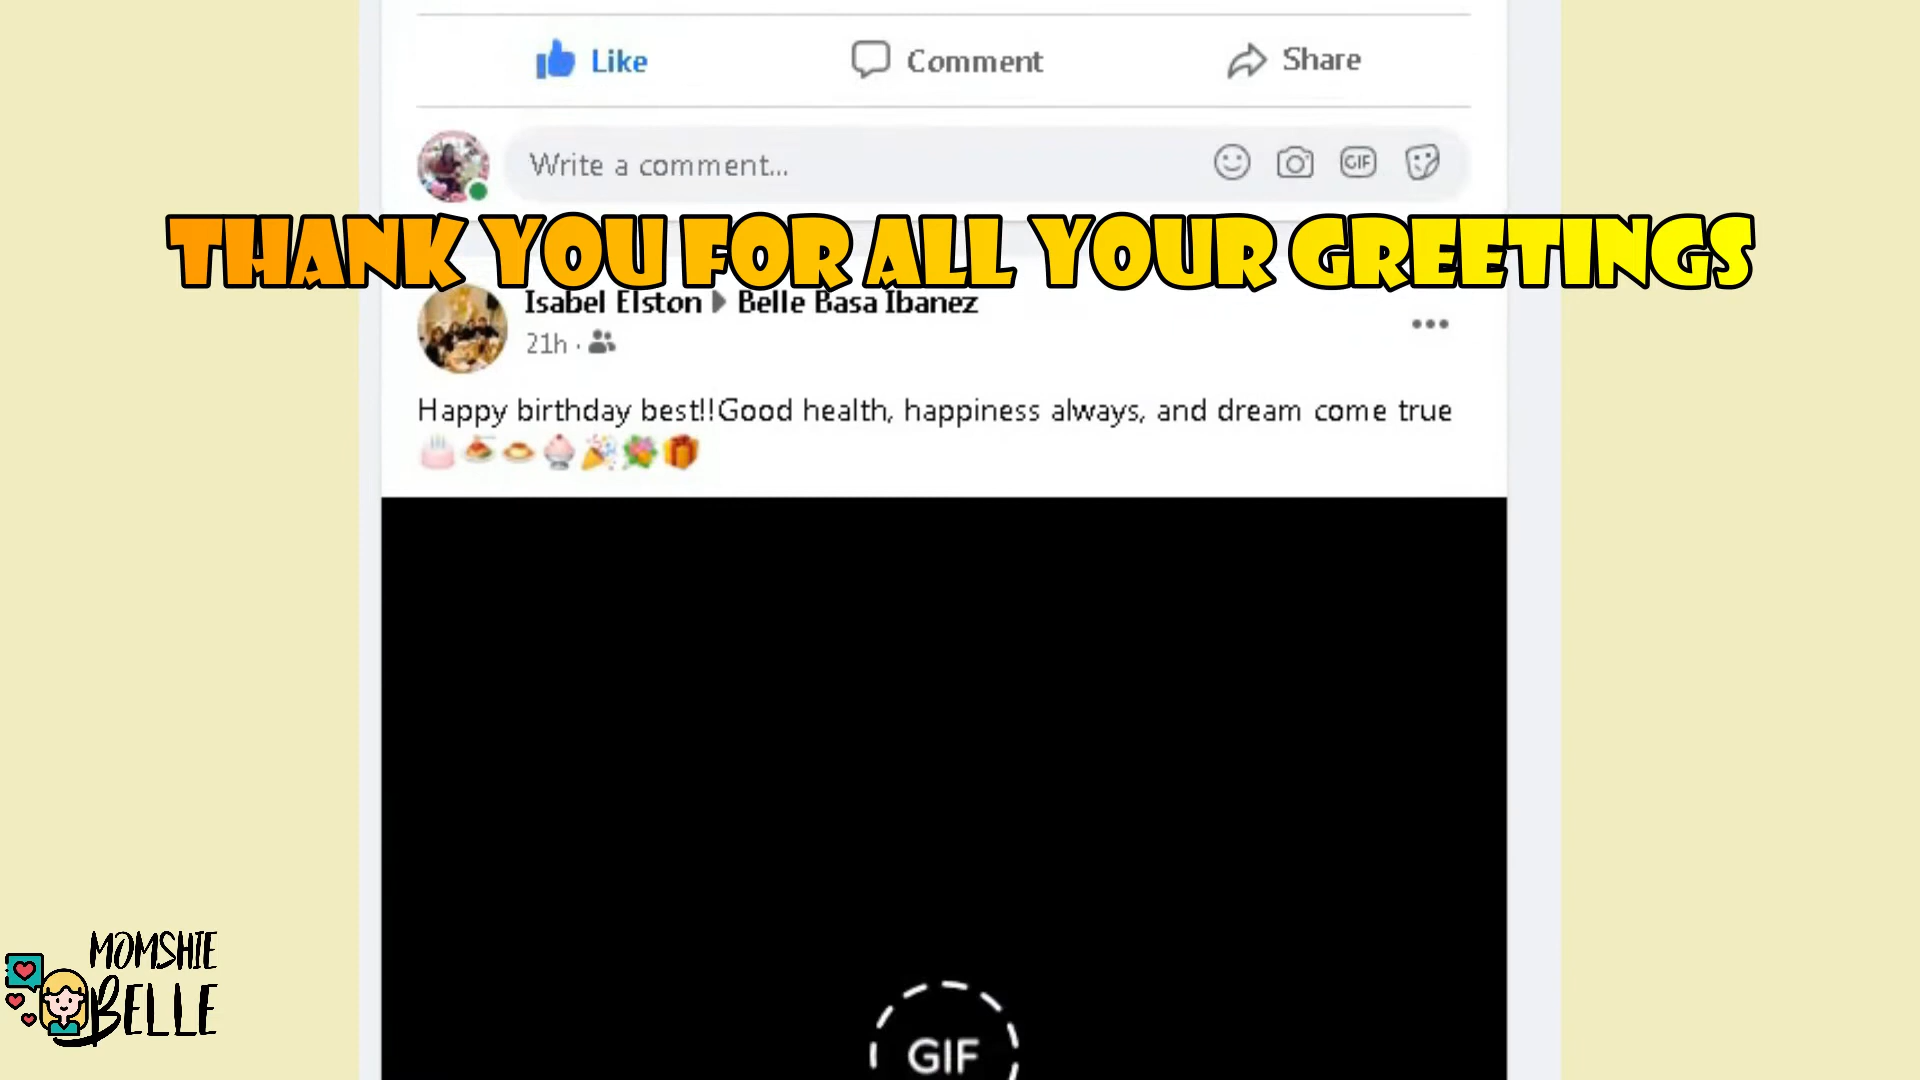 Like Comment Share
Write a comment... GIF
THANK YOU FOR ALL YOUR GREETINGS
Isabel Elston Belle Basa Ibanez
21h ·
Happy birthday best!!Good health, happiness always, and dream come true
GIF
MOMSHIE
BELLE